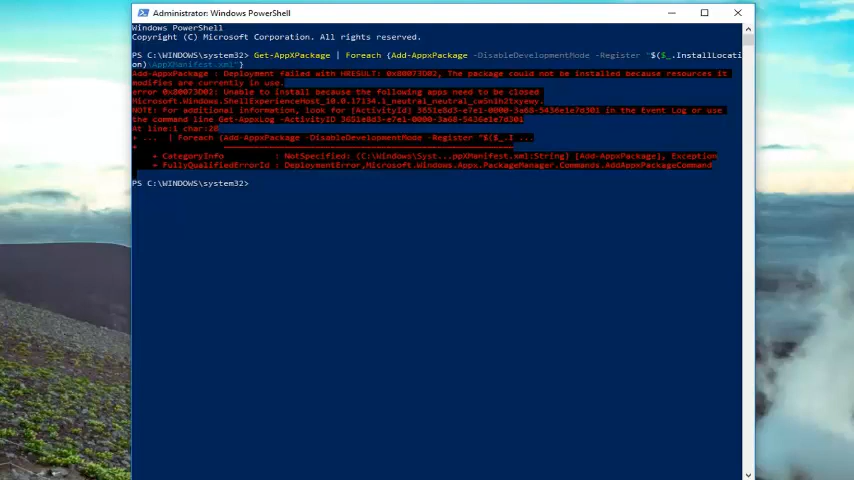 Administrator: Windows PowerShell
Windows PowerShell
Copyright (C) Microsoft Corporation. All rights reserved.
PS C:\WINDOWS\system32> Get-AppXPackage | Foreach {Add-AppxPackage -DisableDevelopmentMode -Register "$($_.InstallLocati
on)\AppXManifest.xml"}
Add-AppxPackage : Deployment failed with HRESULT: 0x80073D02, The package could not be installed because resources it
modifies are currently in use.
error 0x80073D02: Unable to install because the following apps need to be closed
Microsoft.Windows.ShellExperienceHost_10.0.17134.1_neutral_neutral_cw5n1h2txyewy.
NOTE: For additional information, look for [ActivityId] 3651e8d3-e7e1-0000-3a68-5436e1e7d301 in the Event Log or use
the command line Get-AppxLog -ActivityID 3651e8d3-e7e1-0000-3a68-5436e1e7d301
At line:1 char:28
+ ... | Foreach {Add-AppxPackage -DisableDevelopmentMode -Register "$($_.I ...
+
+ CategoryInfo : NotSpecified: (C:\Windows\Syst...ppXManifest.xml:String) [Add-AppxPackage], Exception
+ FullyQualifiedErrorId : DeploymentError,Microsoft.Windows.Appx.PackageManager.Commands.AddAppxPackageCommand
PS C:\WINDOWS\system32>